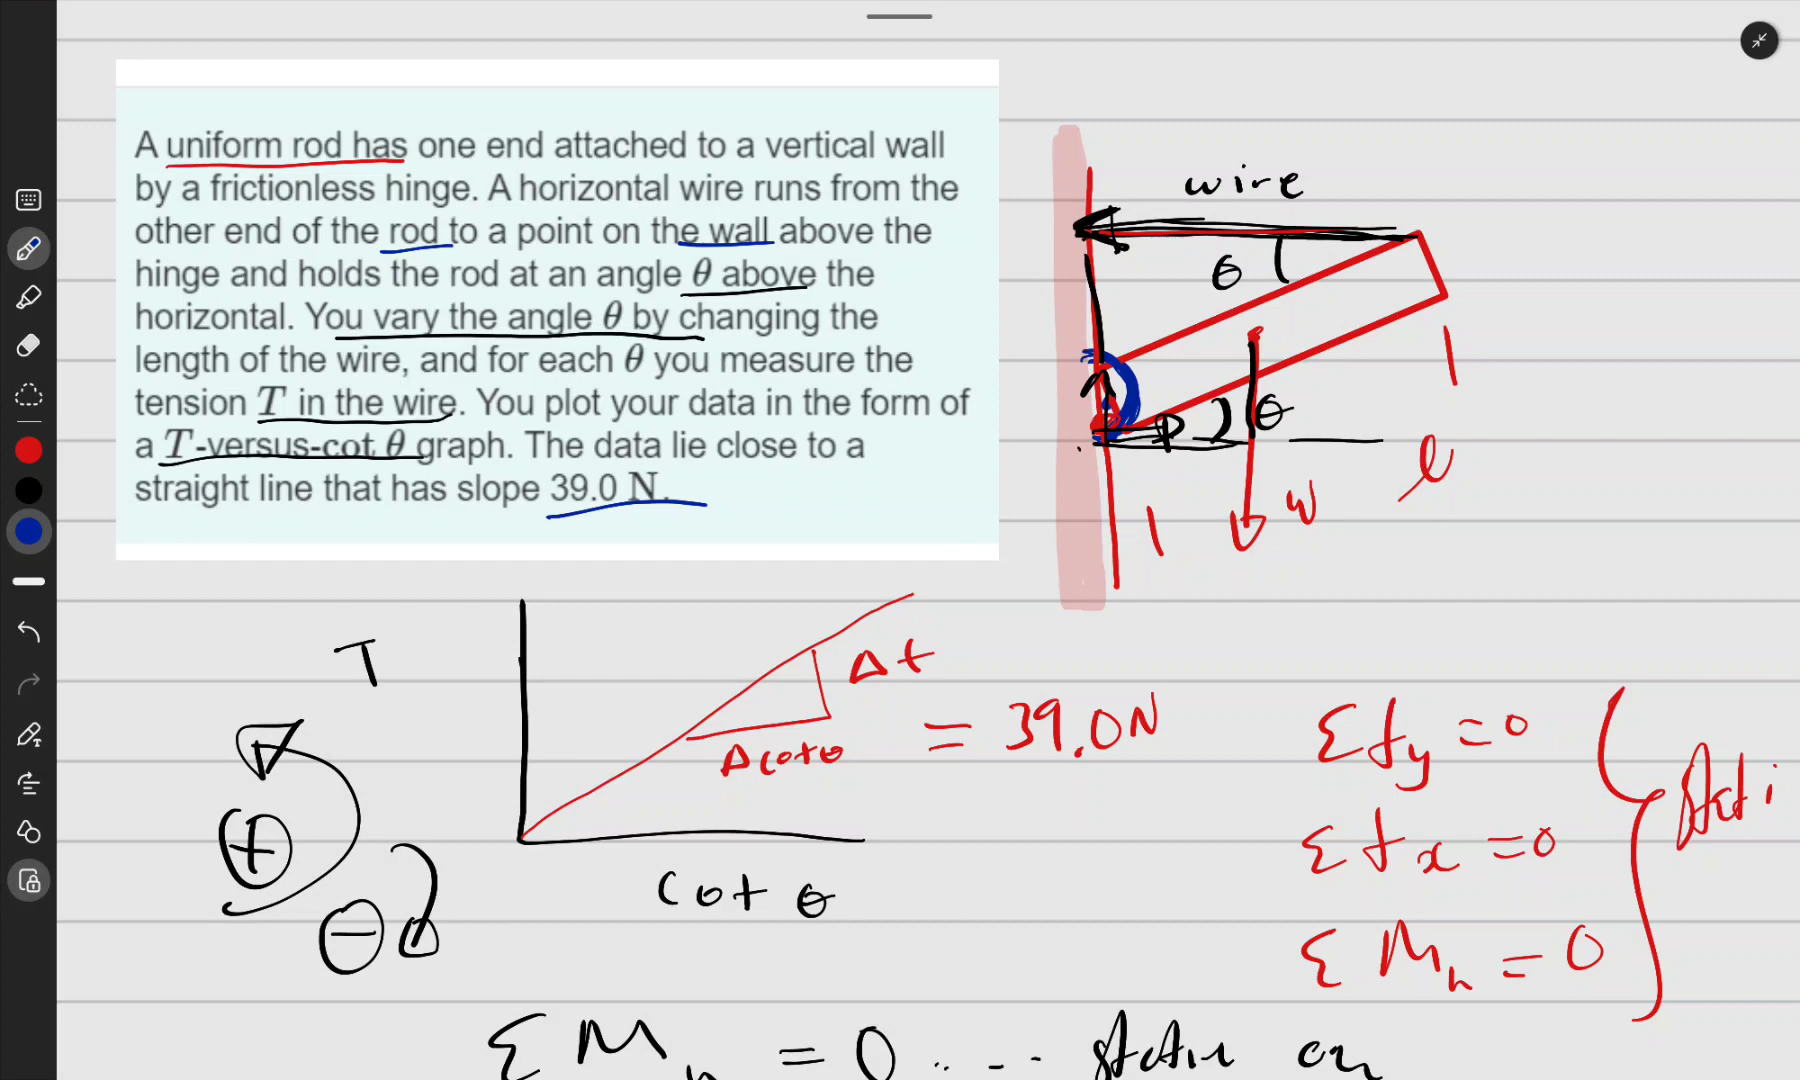 A uniform rod has one end attached to a vertical wall
by a frictionless hinge. A horizontal wire runs from the
other end of the rod to a point on the wall above the
hinge and holds the rod at an angle θ above the
horizontal. You vary the angle θ by changing the
length of the wire, and for each θ you measure the
tension T in the wire. You plot your data in the form of
a T-versus-cot θ graph. The data lie close to a
straight line that has slope 39.0 N.
wire
θ
θ
P
l
W
T
Δt
Δcotθ
= 39.0N
cot θ
+
−
Σfy = 0
Σfx = 0
ΣMh = 0
Stati
ΣMh = 0 ....